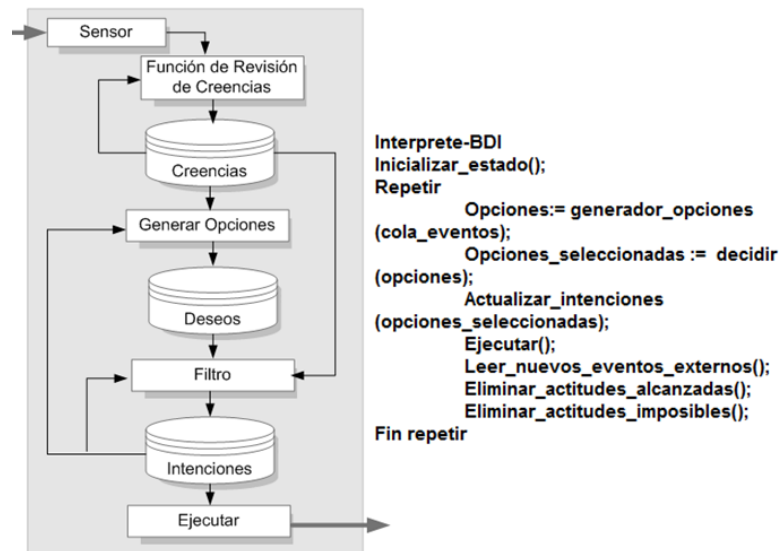 Sensor
Función de Revisión
de Creencias
Creencias
Generar Opciones
Deseos
Filtro
Intenciones
Ejecutar
Interprete-BDI
Inicializar_estado();
Repetir
Opciones:= generador_opciones
(cola_eventos);
Opciones_seleccionadas := decidir
(opciones);
Actualizar_intenciones
(opciones_seleccionadas);
Ejecutar();
Leer_nuevos_eventos_externos();
Eliminar_actitudes_alcanzadas();
Eliminar_actitudes_imposibles();
Fin repetir